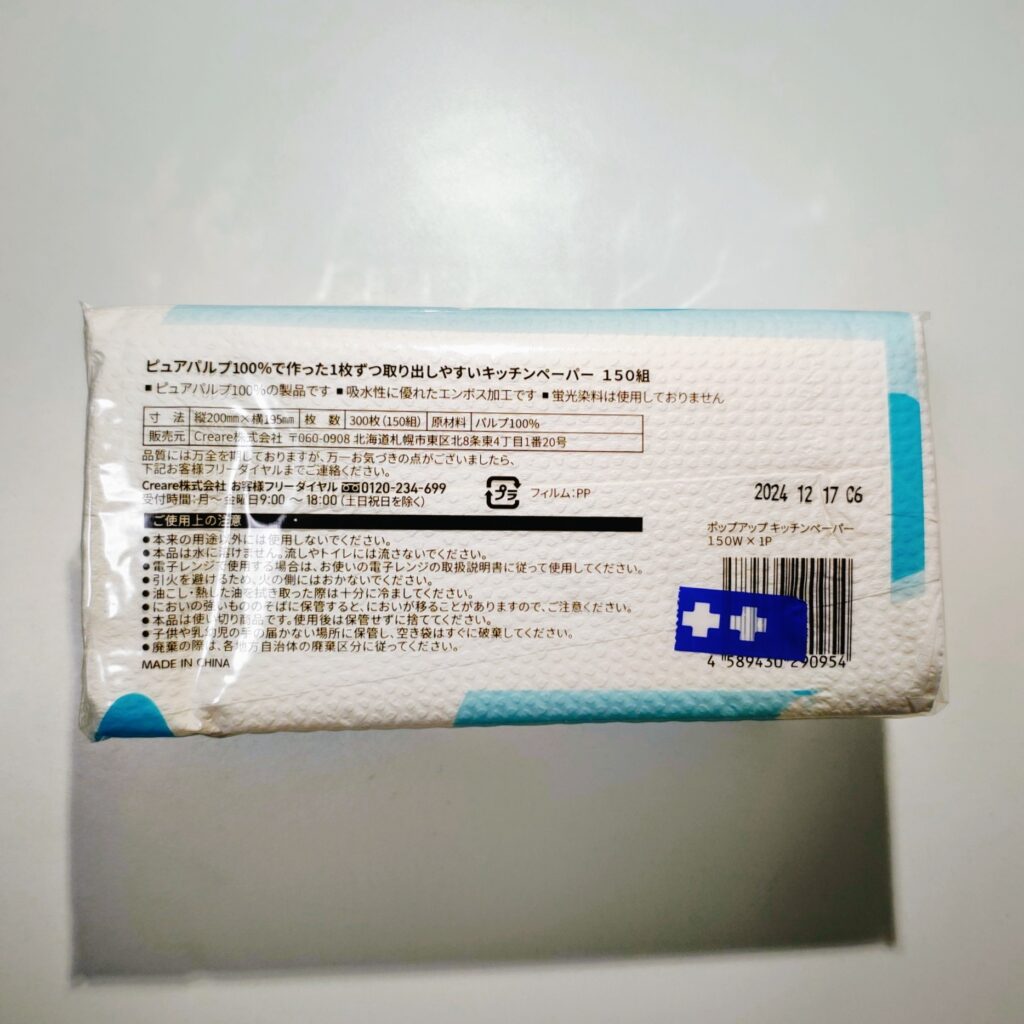 ピュアパルプ100%で作った1枚ずつ取り出しやすいキッチンペーパー 150組
■ピュアパルプ100%の製品です ■吸水性に優れたエンボス加工です ■蛍光染料は使用しておりません
寸 法 縦200mm×横195mm 枚 数 300枚(150組) 原材料 パルプ100%
販売元 Creare株式会社 〒060-0908 北海道札幌市東区北8条東4丁目1番20号
品質には万全を期しておりますが、万一お気づきの点がございましたら、
下記お客様フリーダイヤルまでご連絡ください。
Creare株式会社 お客様フリーダイヤル 0120-234-699
受付時間:月~金曜日9:00 ~18:00(土日祝日を除く)
プラ フィルム:PP
ご使用上の注意
●本来の用途以外には使用しないでください。
●本品は水に溶けません。流しやトイレには流さないでください。
●電子レンジで使用する場合は、お使いの電子レンジの取扱説明書に従って使用してください。
●引火を避けるため、火の側にはおかないでください。
●油こし・熱した油を拭き取った際は十分に冷ましてください。
●においの強いもののそばに保管すると、においが移ることがありますので、ご注意ください。
●本品は使い切り商品です。使用後は保管せずに捨ててください。
●子供や乳幼児の手の届かない場所に保管し、空き袋はすぐに破棄してください。
●廃棄の際は、各地方自治体の廃棄区分に従ってください。
MADE IN CHINA
2024 12 17 C6
ポップアップ キッチンペーパー
150W×1P
4 589430 290954